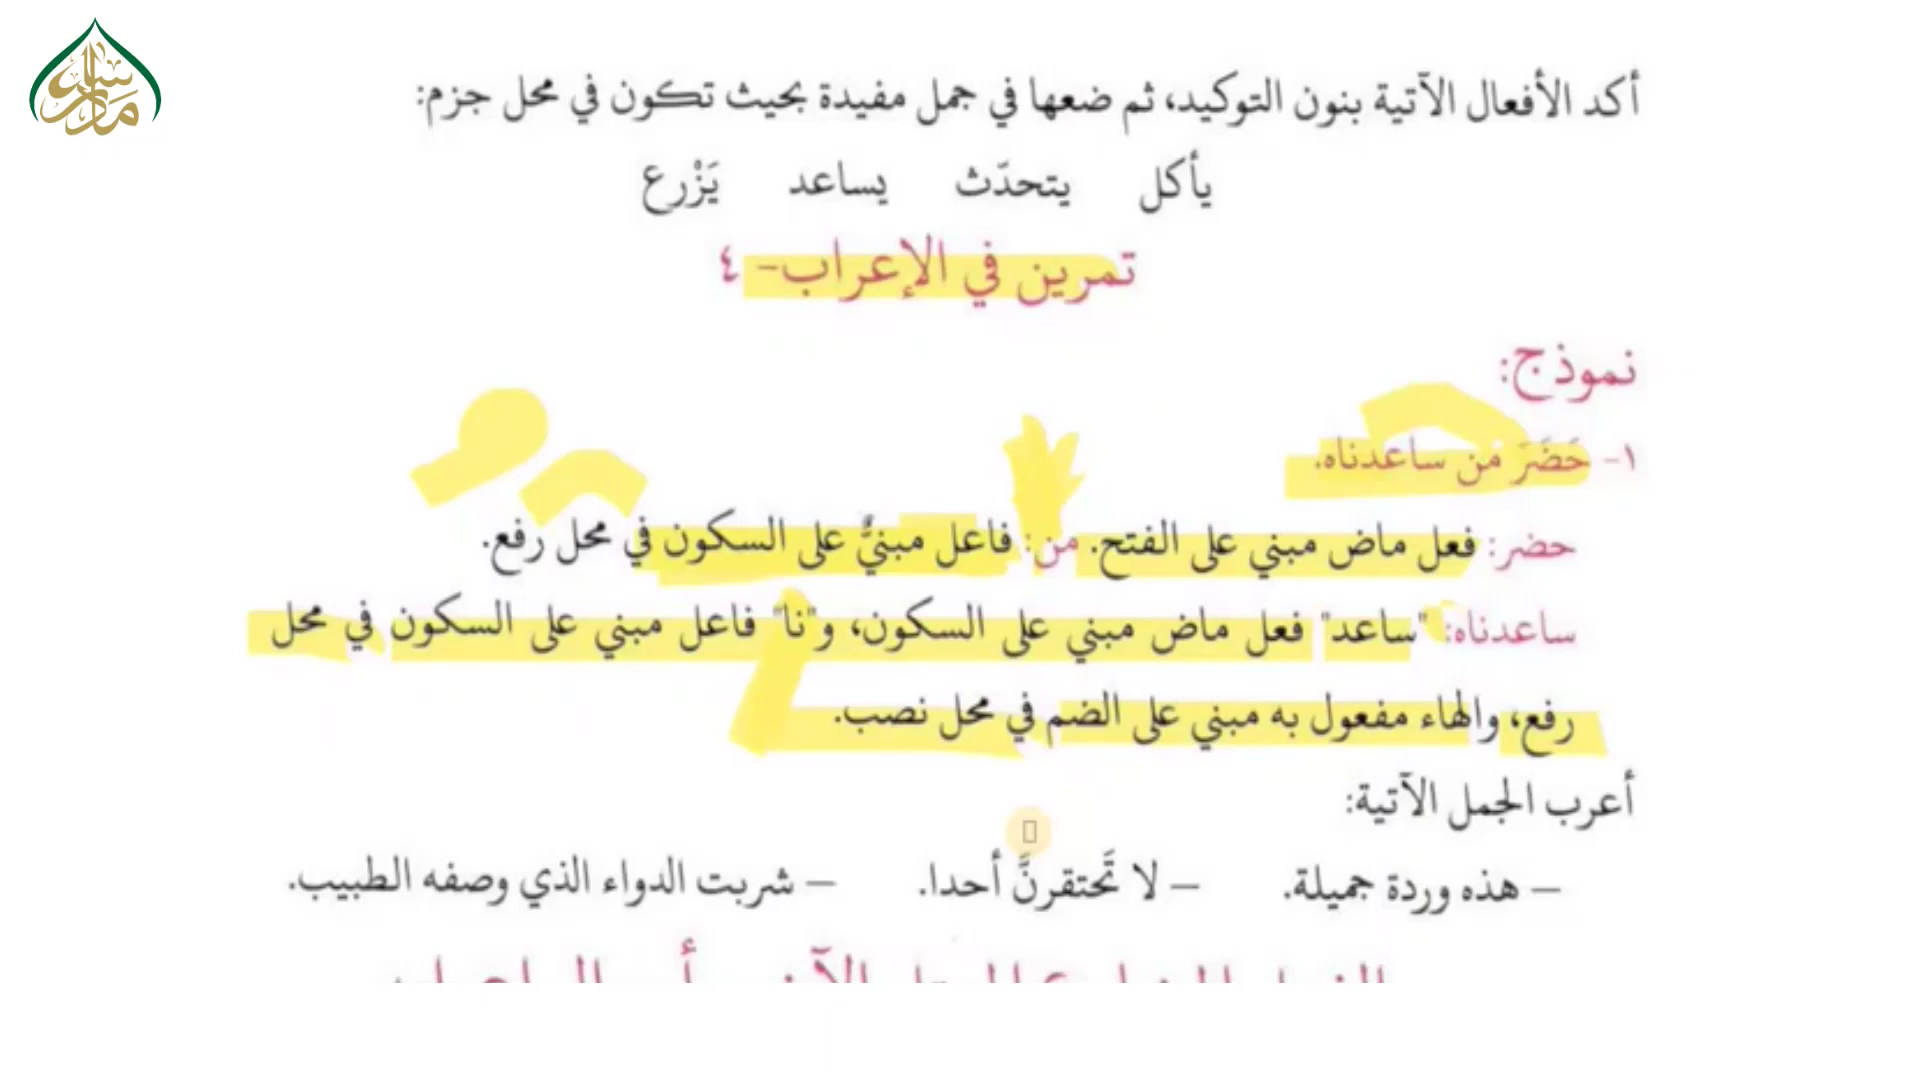 أكد الأفعال الآتية بنون التوكيد، ثم ضعها في جمل مفيدة بحيث تكون في محل جزم:
يأكل يتحدّث يساعد يَزْرع
تمرين في الإعراب- ٤
نموذج:
١- حَضَرَ من ساعدناه.
حضر: فعل ماض مبني على الفتح. من: فاعل مبنيٌّ على السكون في محل رفع.
ساعدناه: "ساعد" فعل ماض مبني على السكون، و"نا" فاعل مبني على السكون في محل
رفع، والهاء مفعول به مبني على الضم في محل نصب.
أعرب الجمل الآتية:
– هذه وردة جميلة. – لا تَحتقرنَّ أحدا. – شربت الدواء الذي وصفه الطبيب.